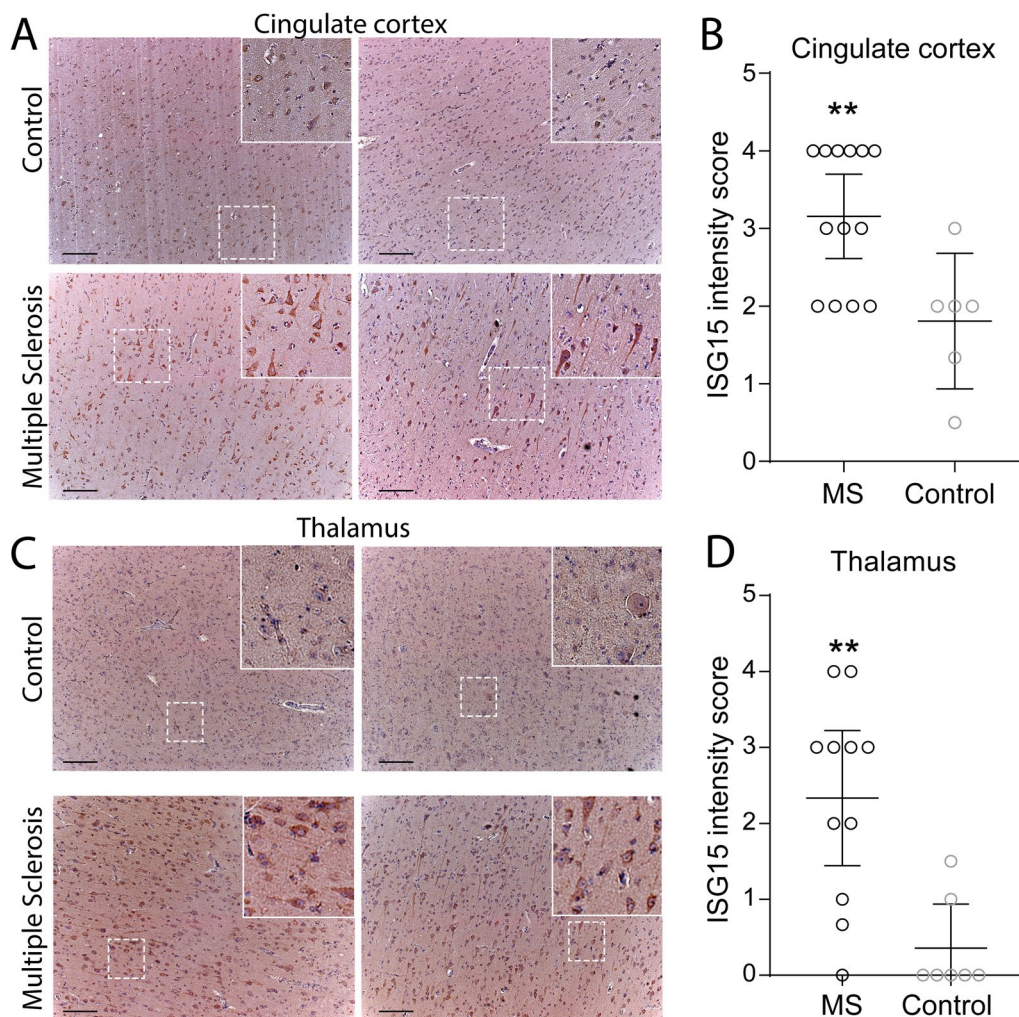 A
Cingulate cortex
Control
Multiple Sclerosis
B
Cingulate cortex
ISG15 intensity score
5
4
3
2
1
0
**
MS
Control
C
Thalamus
Control
Multiple Sclerosis
D
Thalamus
ISG15 intensity score
5
4
3
2
1
0
**
MS
Control